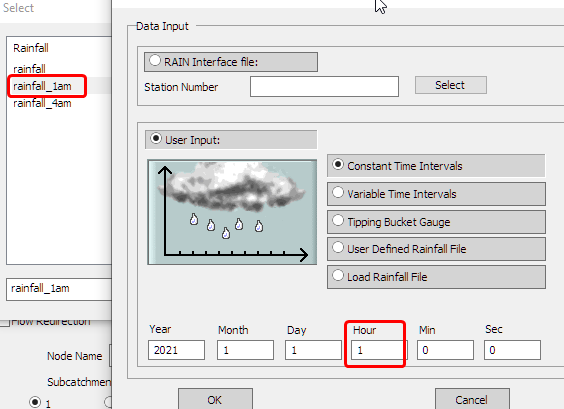 Select
Rainfall
rainfall
rainfall_1am
rainfall_4am
rainfall_1am
Flow Redirection
Node Name
Subcatchmen
1
Data Input
RAIN Interface file:
Station Number
Select
User Input:
Constant Time Intervals
Variable Time Intervals
Tipping Bucket Gauge
User Defined Rainfall File
Load Rainfall File
Year Month Day Hour Min Sec
2021 1 1 1 0 0
OK Cancel